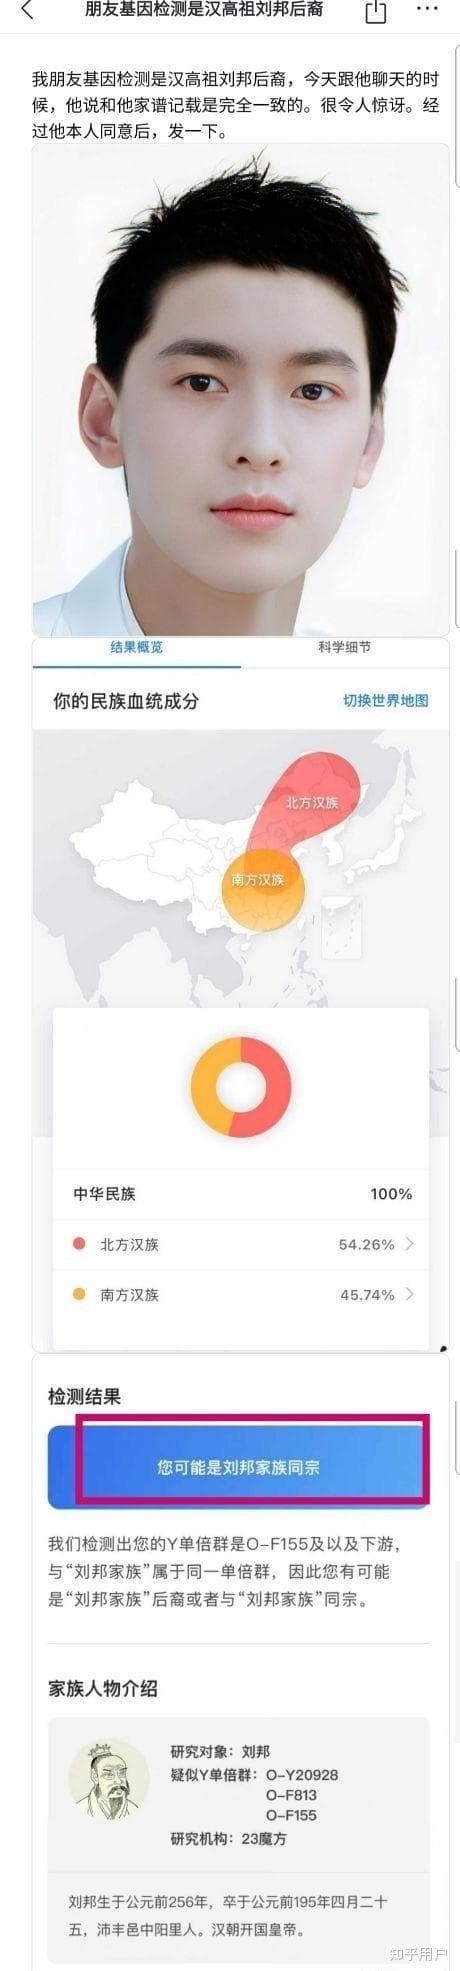 朋友基因检测是汉高祖刘邦后裔
我朋友基因检测是汉高祖刘邦后裔，今天跟他聊天的时
候，他说和他家谱记载是完全一致的。很令人惊讶。经
过他本人同意后，发一下。
结果概览
科学细节
你的民族血统成分
切换世界地图
北方汉族
南方汉族
中华民族
100%
北方汉族
54.26%
南方汉族
45.74%
检测结果
您可能是刘邦家族同宗
我们检测出您的Y单倍群是O-F155及以及下游，
与“刘邦家族”属于同一单倍群，因此您有可能
是“刘邦家族”后裔或者与“刘邦家族”同宗。
家族人物介绍
研究对象：刘邦
疑似Y单倍群：O-Y20928
O-F813
O-F155
研究机构：23魔方
刘邦生于公元前256年，卒于公元前195年四月二十
五，沛丰邑中阳里人。汉朝开国皇帝。
知乎用户